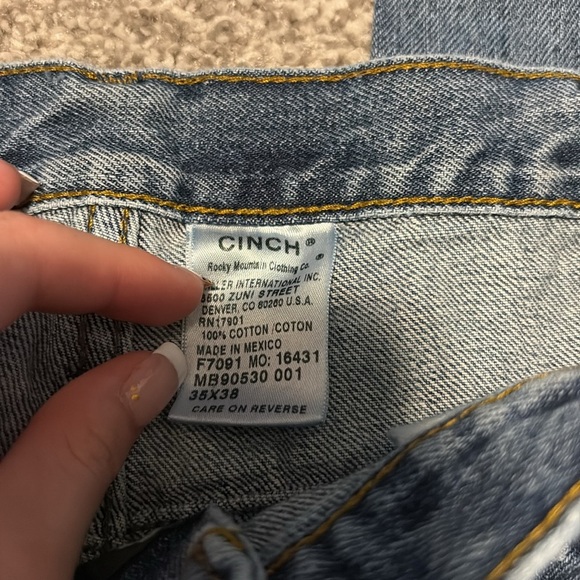 CINCH®
Rocky Mountain Clothing Co.®
INTERNATIONAL INC.
8500 ZUNI STREET
DENVER, CO 80260 U.S.A.
RN17901
100% COTTON /COTON
MADE IN MEXICO
F7091 MO: 16431
MB90530 001
35X38
CARE ON REVERSE